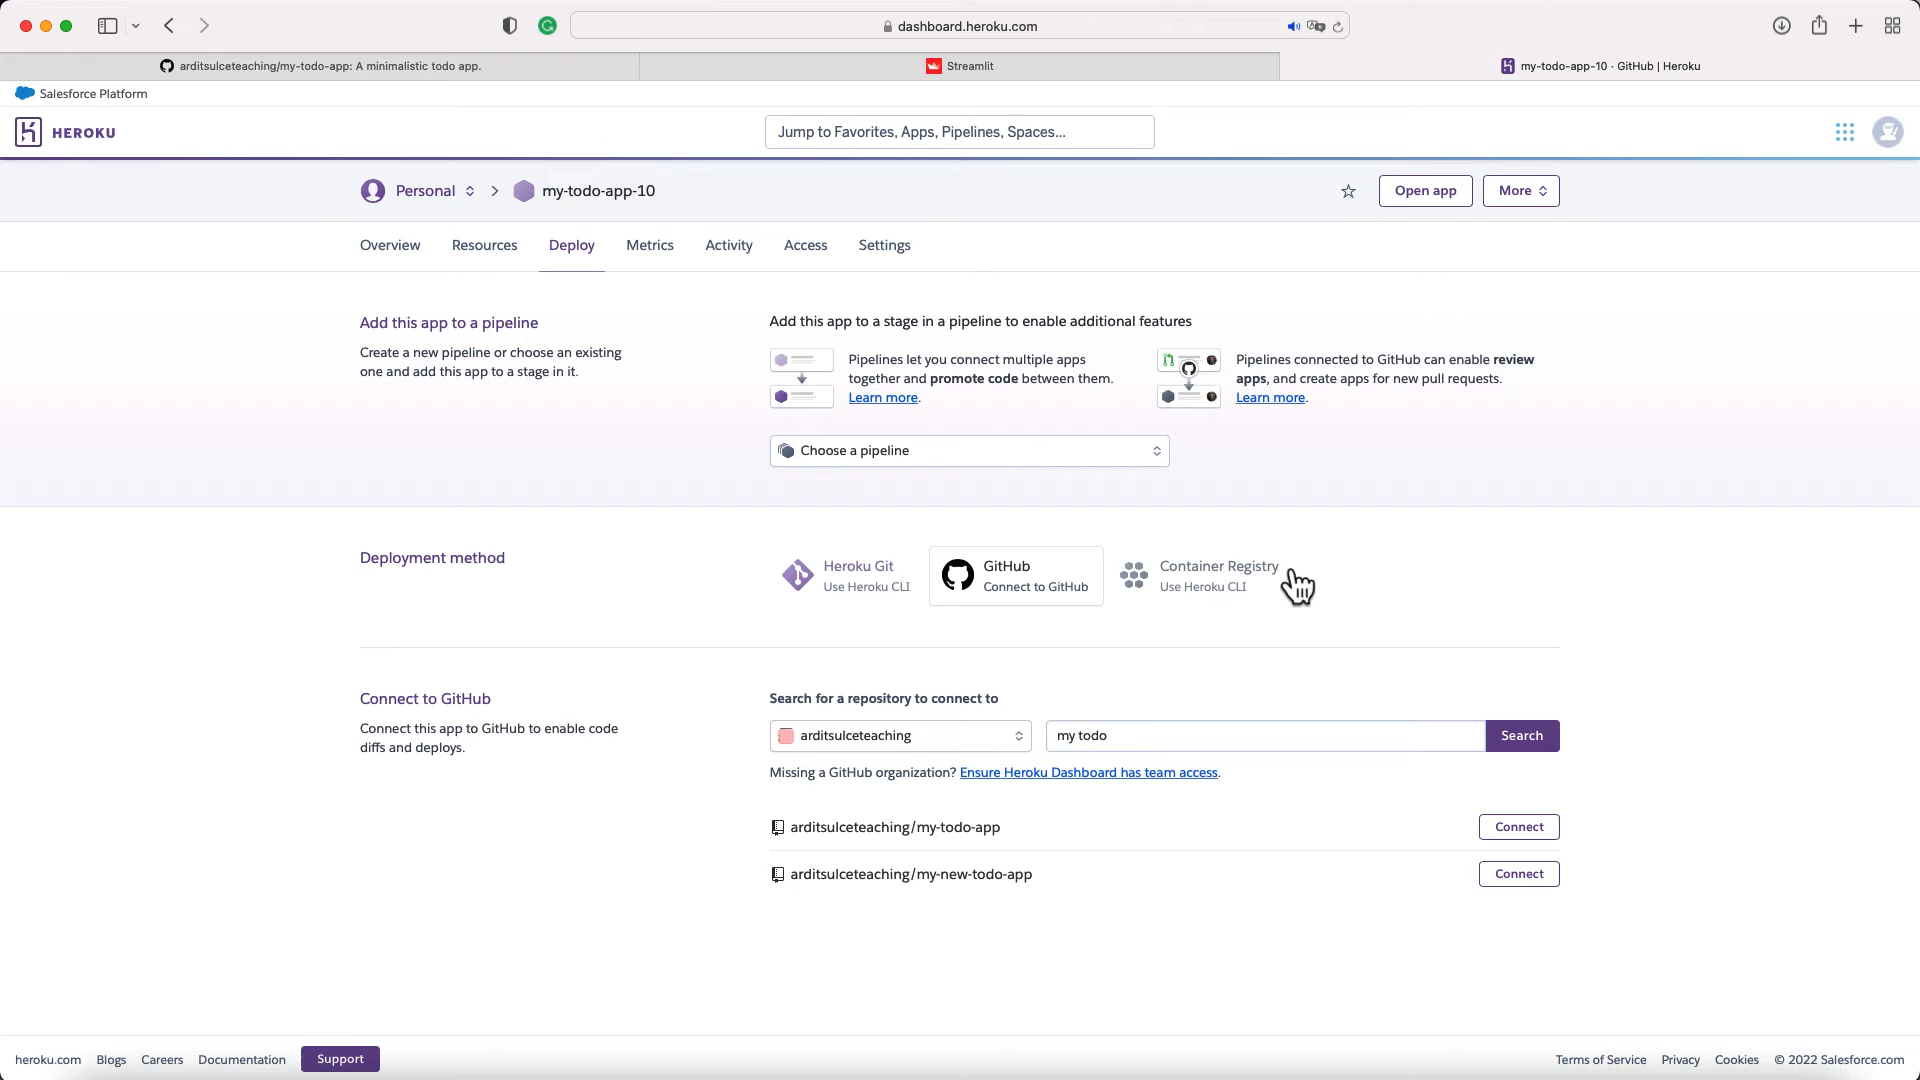 dashboard.heroku.com
arditsulceteaching/my-todo-app: A minimalistic todo app.
Streamlit
my-todo-app-10 · GitHub | Heroku
Salesforce Platform
HEROKU
Jump to Favorites, Apps, Pipelines, Spaces...
Personal
my-todo-app-10
Open app
More
Overview
Resources
Deploy
Metrics
Activity
Access
Settings
Add this app to a pipeline
Create a new pipeline or choose an existing
one and add this app to a stage in it.
Add this app to a stage in a pipeline to enable additional features
Pipelines let you connect multiple apps
together and promote code between them.
Learn more.
Pipelines connected to GitHub can enable review
apps, and create apps for new pull requests.
Learn more.
Choose a pipeline
Deployment method
Heroku Git
Use Heroku CLI
GitHub
Connect to GitHub
Container Registry
Use Heroku CLI
Connect to GitHub
Connect this app to GitHub to enable code
diffs and deploys.
Search for a repository to connect to
arditsulceteaching
my todo
Search
Missing a GitHub organization? Ensure Heroku Dashboard has team access.
arditsulceteaching/my-todo-app
Connect
arditsulceteaching/my-new-todo-app
Connect
heroku.com
Blogs
Careers
Documentation
Support
Terms of Service
Privacy
Cookies
© 2022 Salesforce.com